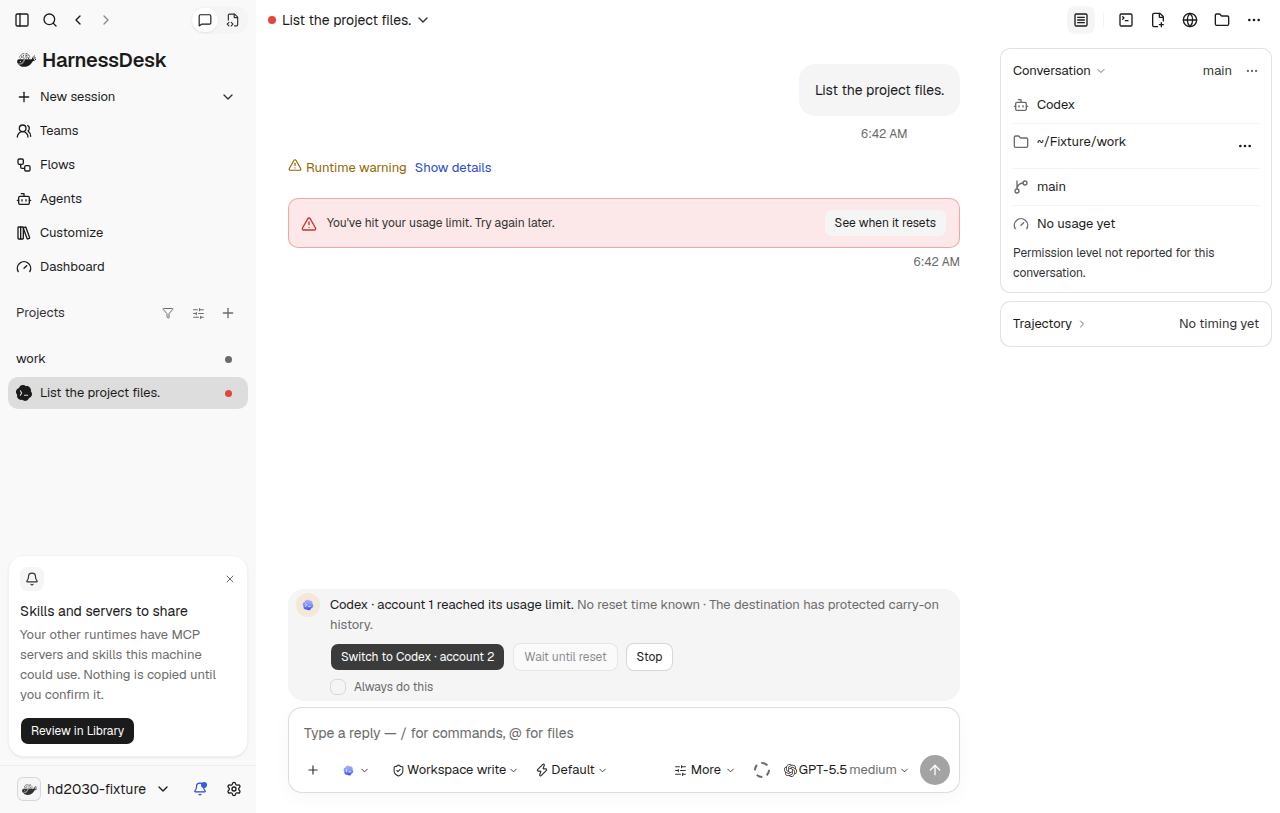 List the project files.
HarnessDesk
New session
Teams
Flows
Agents
Customize
Dashboard
Projects
work
List the project files.
Skills and servers to share
Your other runtimes have MCP
servers and skills this machine
could use. Nothing is copied until
you confirm it.
Review in Library
hd2030-fixture
List the project files.
6:42 AM
Runtime warning Show details
You've hit your usage limit. Try again later. See when it resets
6:42 AM
Codex · account 1 reached its usage limit. No reset time known · The destination has protected carry-on
history.
Switch to Codex · account 2 Wait until reset Stop
Always do this
Type a reply — / for commands, @ for files
Workspace write Default More GPT-5.5 medium
Conversation main
Codex
~/Fixture/work
main
No usage yet
Permission level not reported for this
conversation.
Trajectory No timing yet